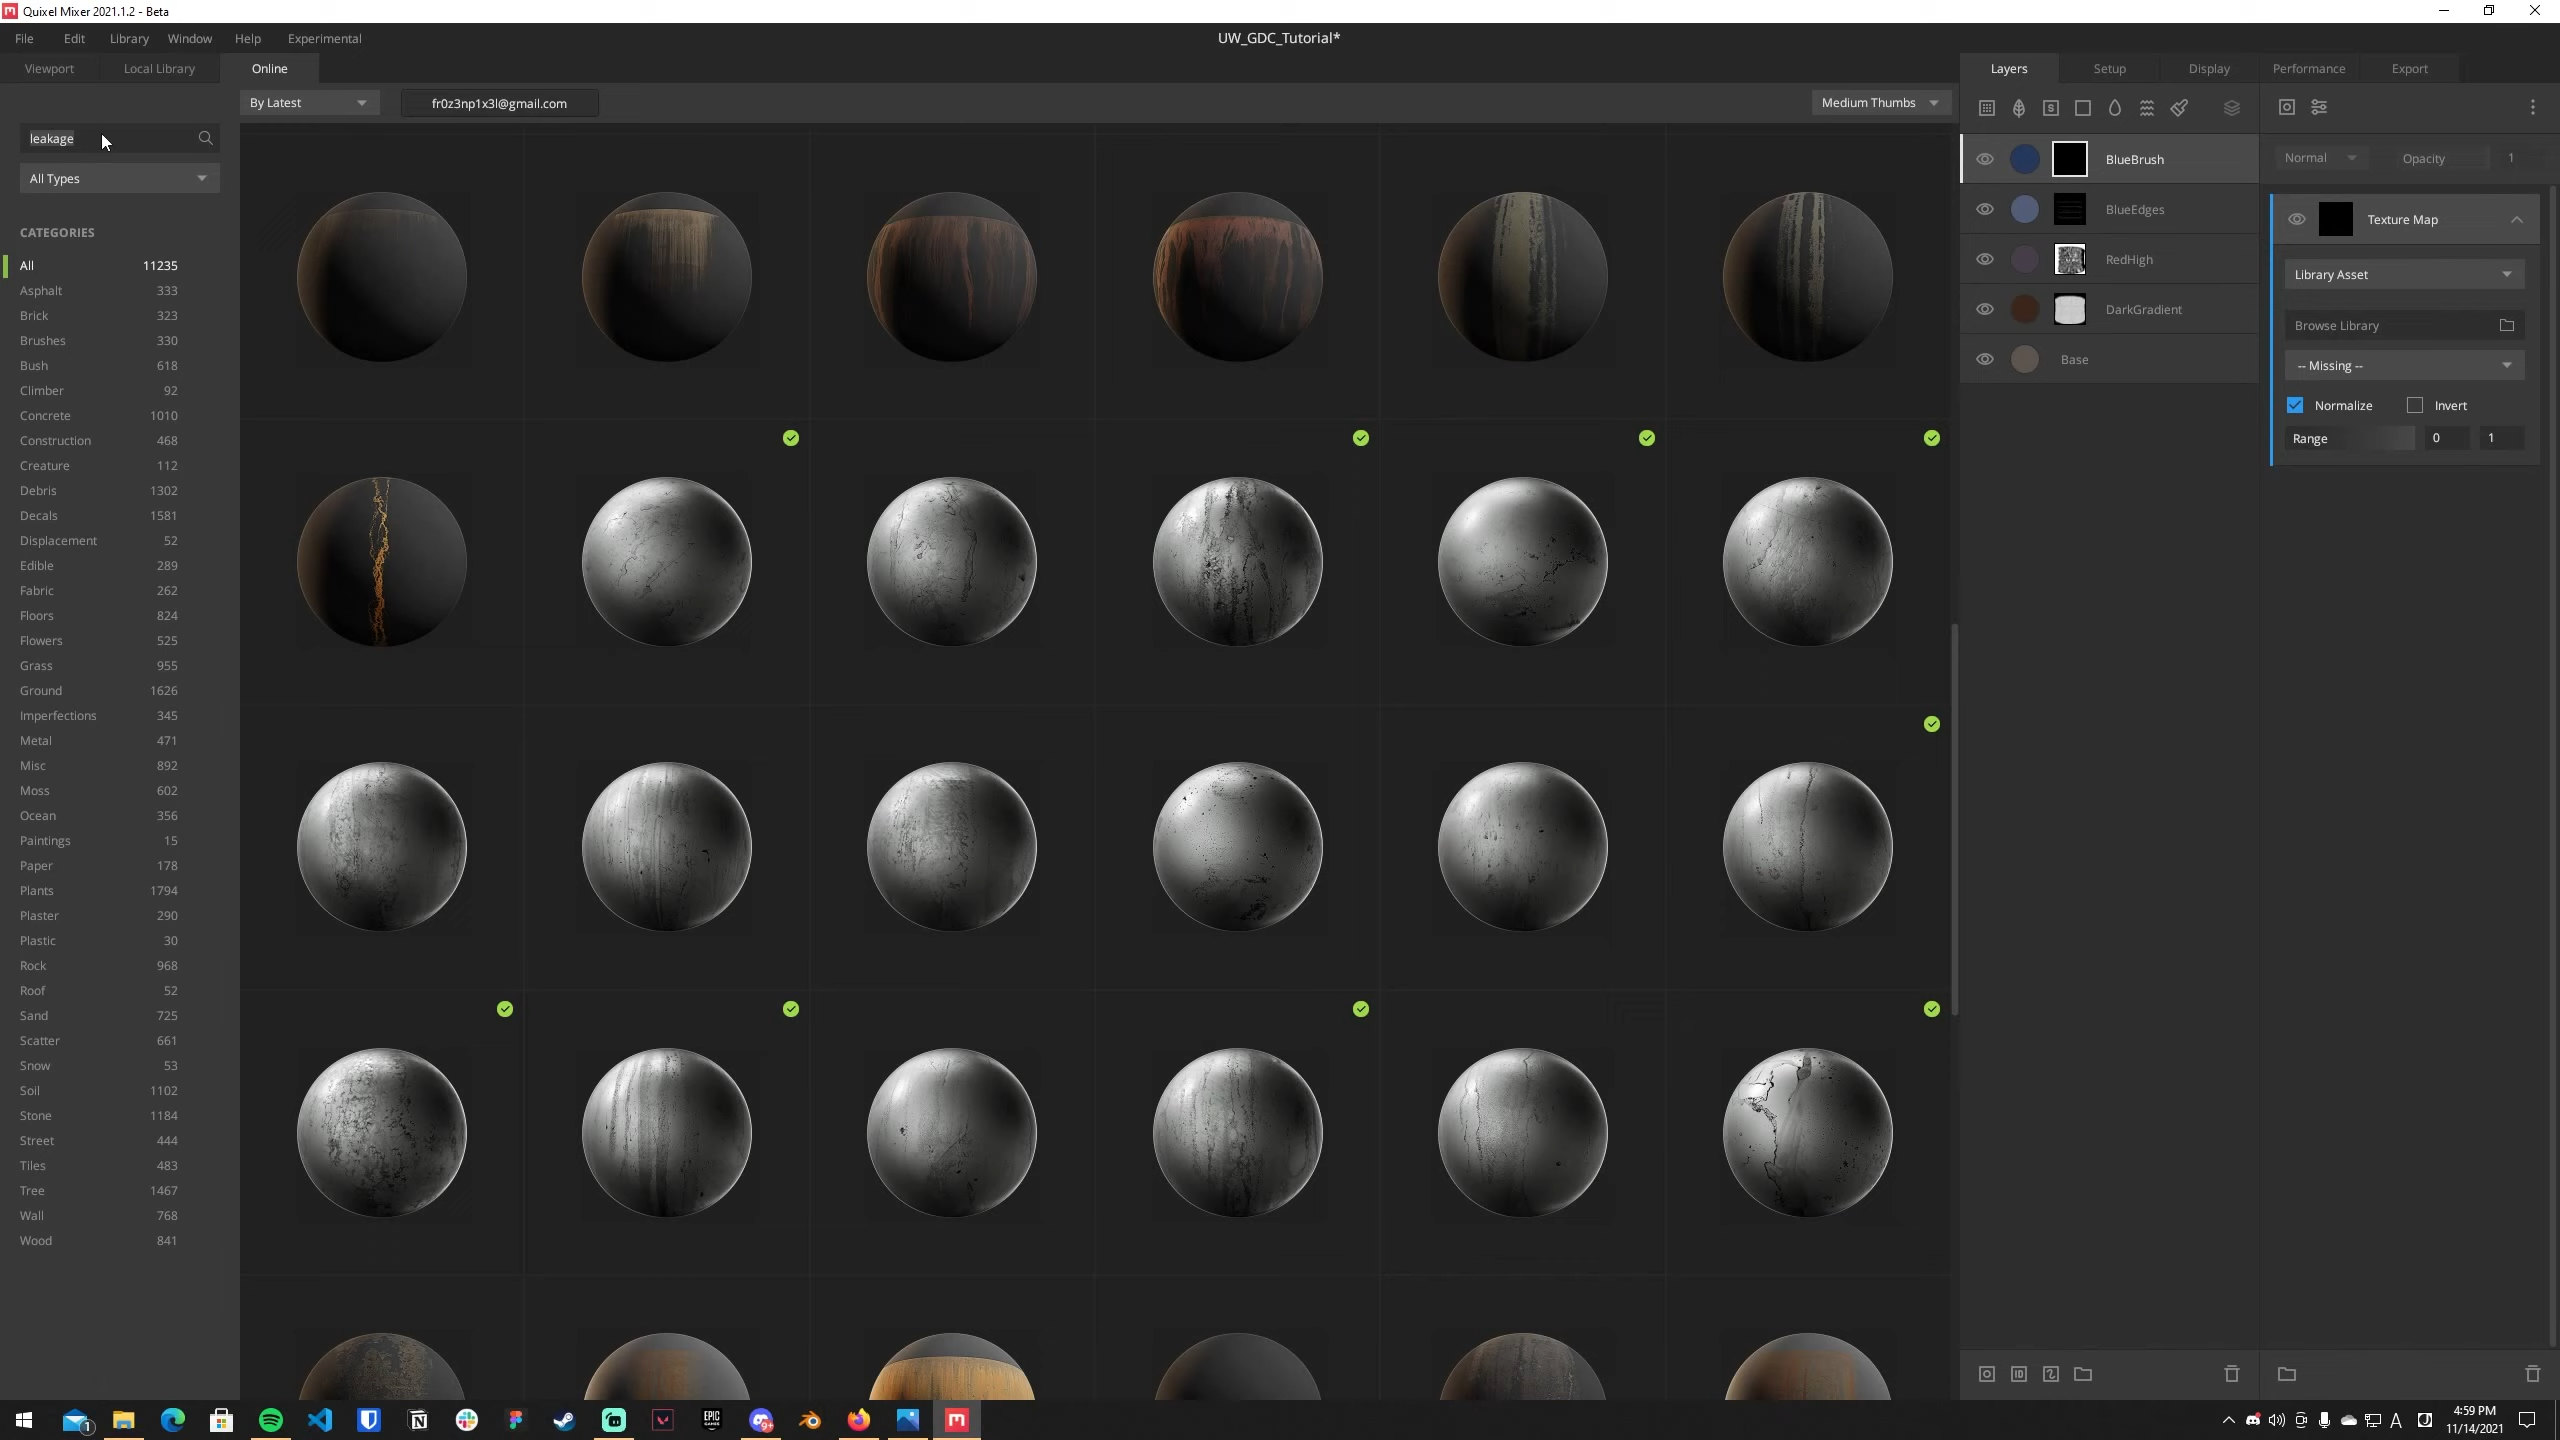 Quixel Mixer 2021.1.2 - Beta
File Edit Library Window Help Experimental
UW_GDC_Tutorial*
Viewport Local Library Online
By Latest
fr0z3np1x3l@gmail.com
Medium Thumbs
leakage
All Types
CATEGORIES
All 11235
Asphalt 333
Brick 323
Brushes 330
Bush 618
Climber 92
Concrete 1010
Construction 468
Creature 112
Debris 1302
Decals 1581
Displacement 52
Edible 289
Fabric 262
Floors 824
Flowers 525
Grass 955
Ground 1626
Imperfections 345
Metal 471
Misc 892
Moss 602
Ocean 356
Paintings 15
Paper 178
Plants 1794
Plaster 290
Plastic 30
Rock 968
Roof 52
Sand 725
Scatter 661
Snow 53
Soil 1102
Stone 1184
Street 444
Tiles 483
Tree 1467
Wall 768
Wood 841
Layers Setup Display Performance Export
BlueBrush
BlueEdges
RedHigh
DarkGradient
Base
Normal Opacity 1
Texture Map
Library Asset
Browse Library
-- Missing --
Normalize Invert
Range 0 1
4:59 PM
11/14/2021